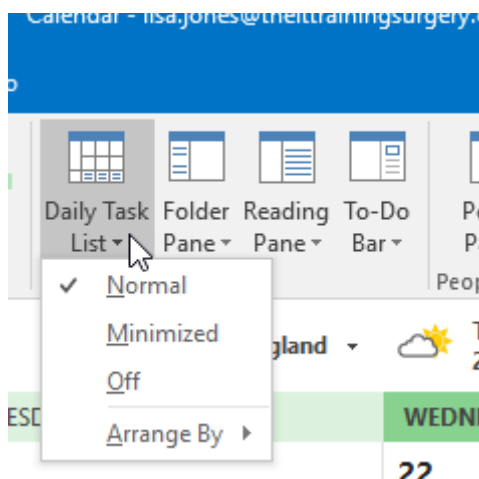 Calendar - lisa.jones@theittrainingsurgery.
Daily Task List
Folder Pane
Reading Pane
To-Do Bar
Normal
Minimized
Off
Arrange By
gland
WEDN
22